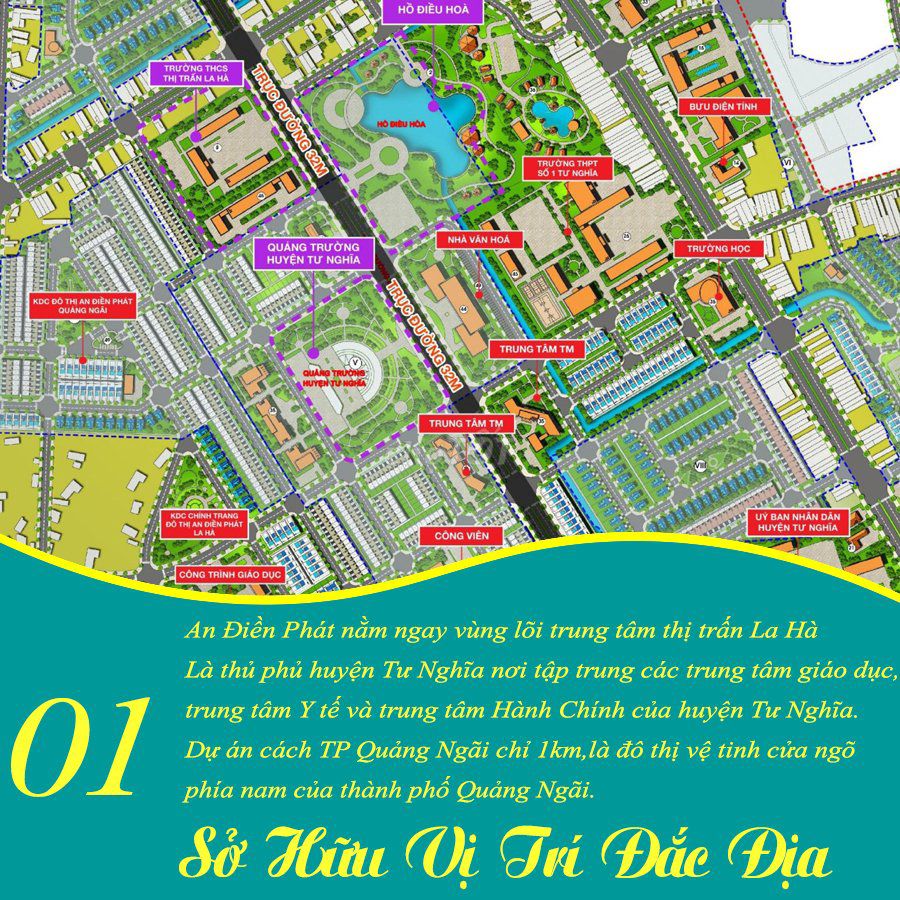 HỒ ĐIỀU HOÀ
TRƯỜNG THCS
THỊ TRẤN LA HÀ
TRỤC ĐƯỜNG 32M
HỒ ĐIỀU HÒA
BƯU ĐIỆN TỈNH
TRƯỜNG THPT
SỐ 1 TƯ NGHĨA
VI
QUẢNG TRƯỜNG
HUYỆN TƯ NGHĨA
NHÀ VĂN HOÁ
TRƯỜNG HỌC
KDC ĐÔ THỊ AN ĐIỀN PHÁT
QUẢNG NGÃI
TRỤC ĐƯỜNG 32M
TRUNG TÂM TM
V
QUẢNG TRƯỜNG
HUYỆN TƯ NGHĨA
TRUNG TÂM TM
VIII
KDC CHỈNH TRANG
ĐÔ THỊ AN ĐIỀN PHÁT
LA HÀ
UỶ BAN NHÂN DÂN
HUYỆN TƯ NGHĨA
CÔNG VIÊN
CÔNG TRÌNH GIÁO DỤC
01
An Điền Phát nằm ngay vùng lõi trung tâm thị trấn La Hà
Là thủ phủ huyện Tư Nghĩa nơi tập trung các trung tâm giáo dục,
trung tâm Y tế và trung tâm Hành Chính của huyện Tư Nghĩa.
Dự án cách TP Quảng Ngãi chỉ 1km,là đô thị vệ tinh cửa ngõ
phía nam của thành phố Quảng Ngãi.
Sở Hữu Vị Trí Đắc Địa